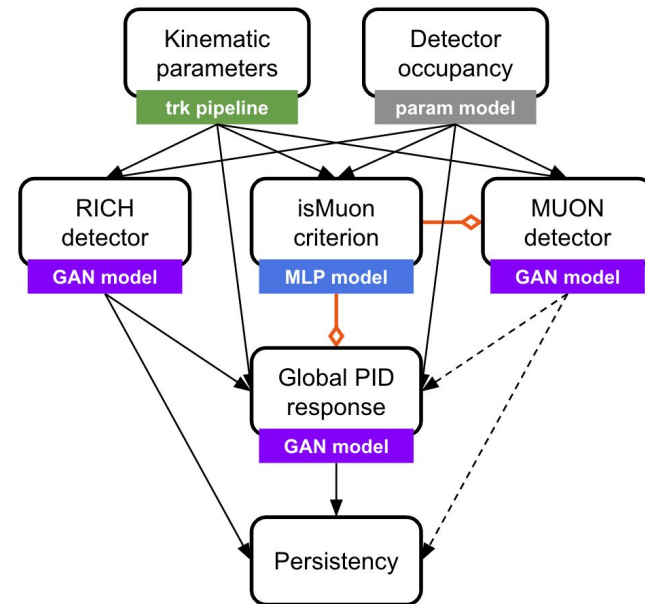 Kinematic
parameters
trk pipeline
Detector
occupancy
param model
RICH
detector
GAN model
isMuon
criterion
MLP model
MUON
detector
GAN model
Global PID
response
GAN model
Persistency